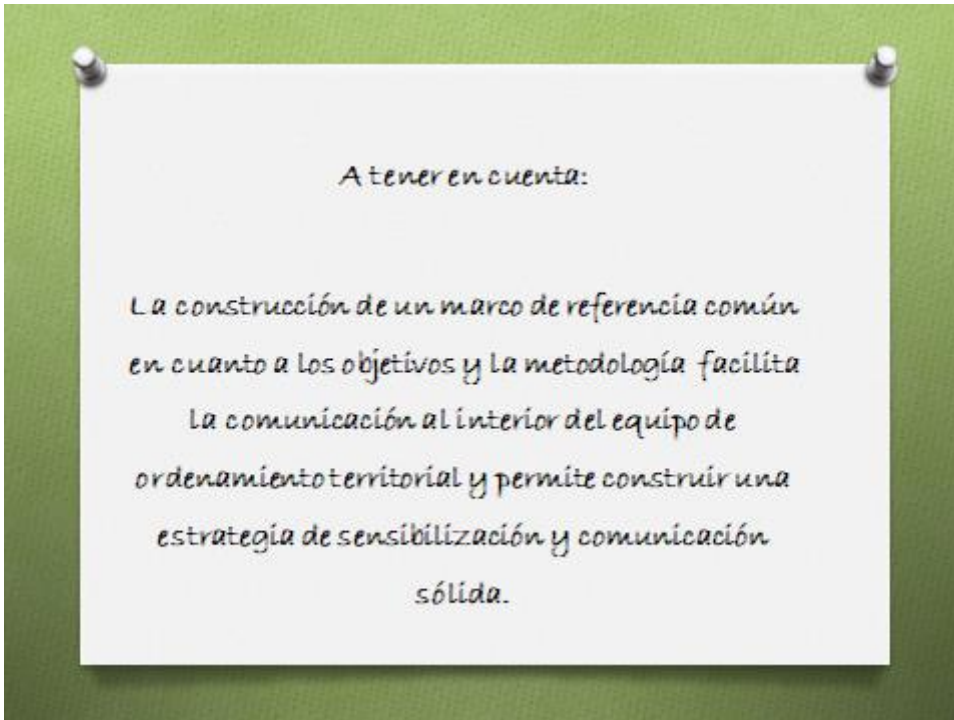 A tener en cuenta:
La construcción de un marco de referencia común
en cuanto a los objetivos y la metodología facilita
la comunicación al interior del equipo de
ordenamiento territorial y permite construir una
estrategia de sensibilización y comunicación
sólida.